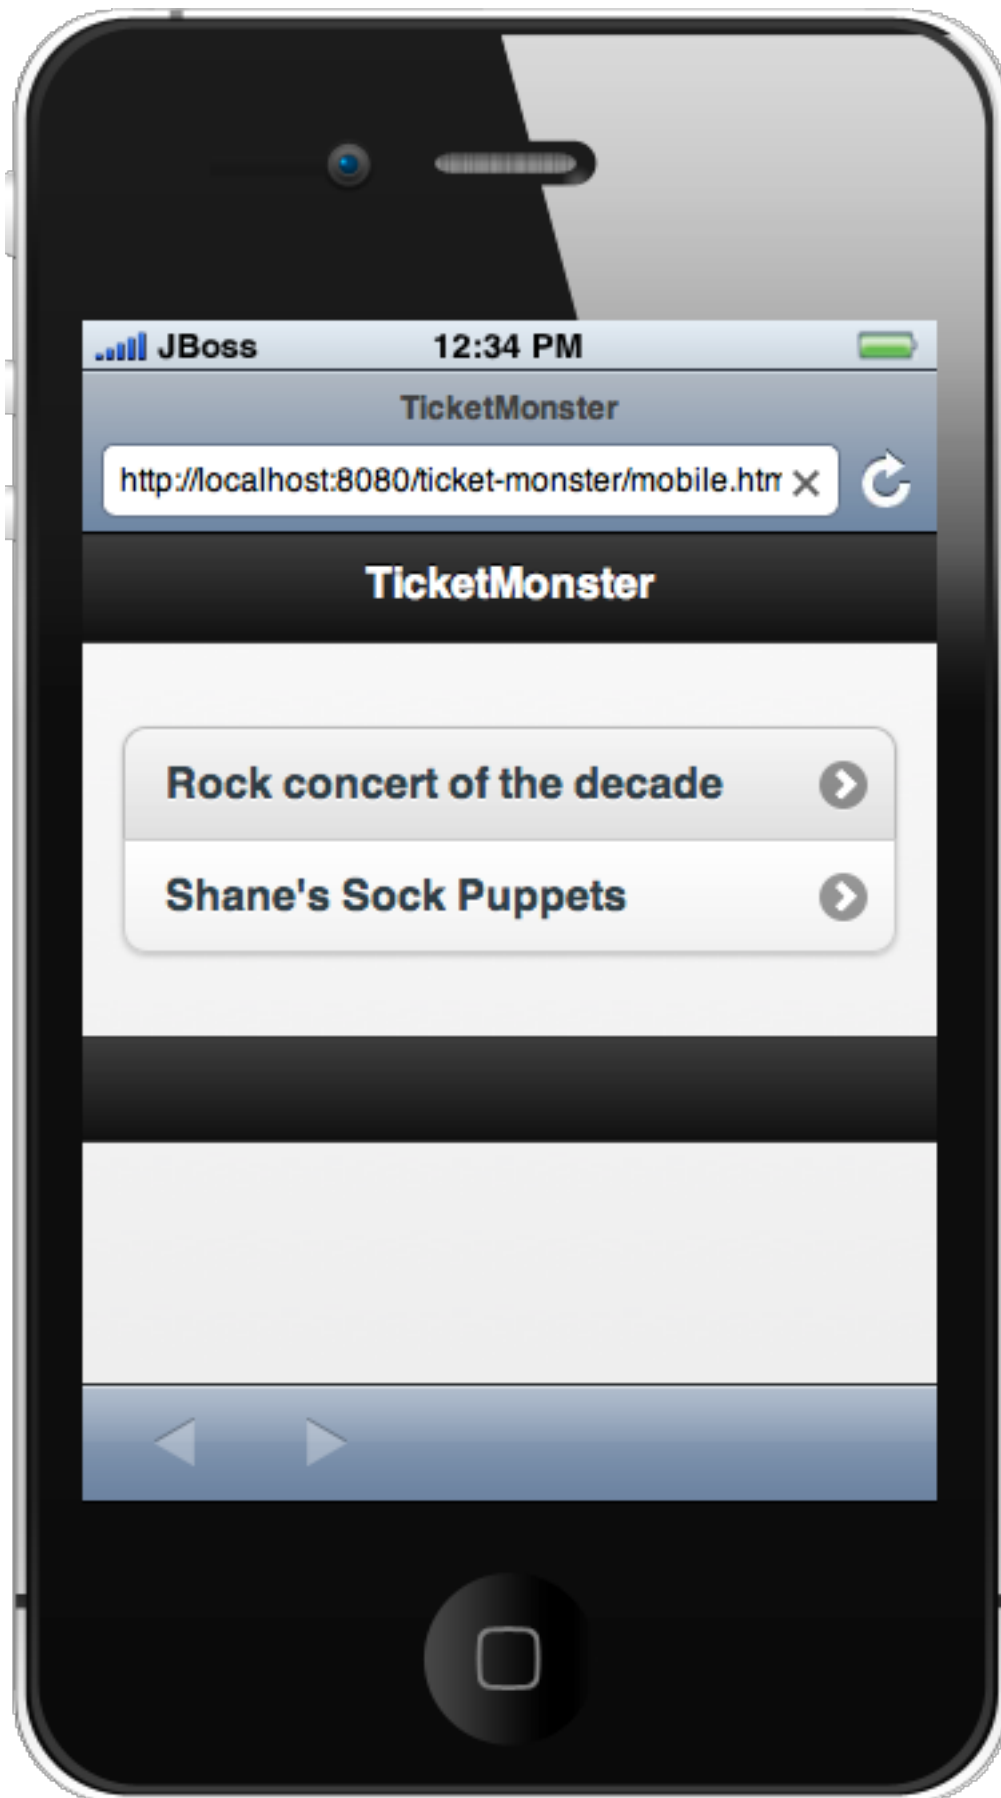 JBoss 12:34 PM
TicketMonster
http://localhost:8080/ticket-monster/mobile.htm
TicketMonster
Rock concert of the decade
Shane's Sock Puppets